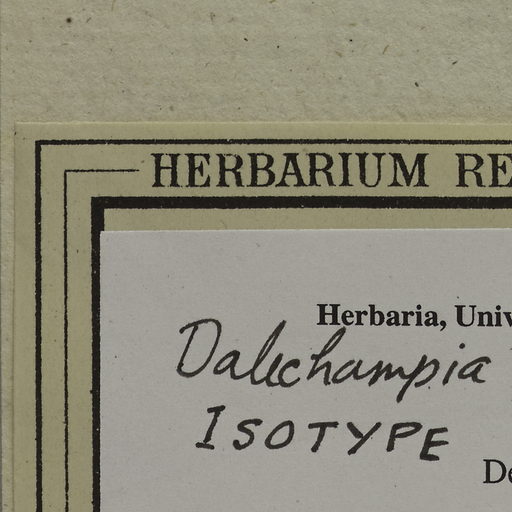 HERBARIUM RE
Herbaria, Univ
Dalechampia
ISOTYPE
De